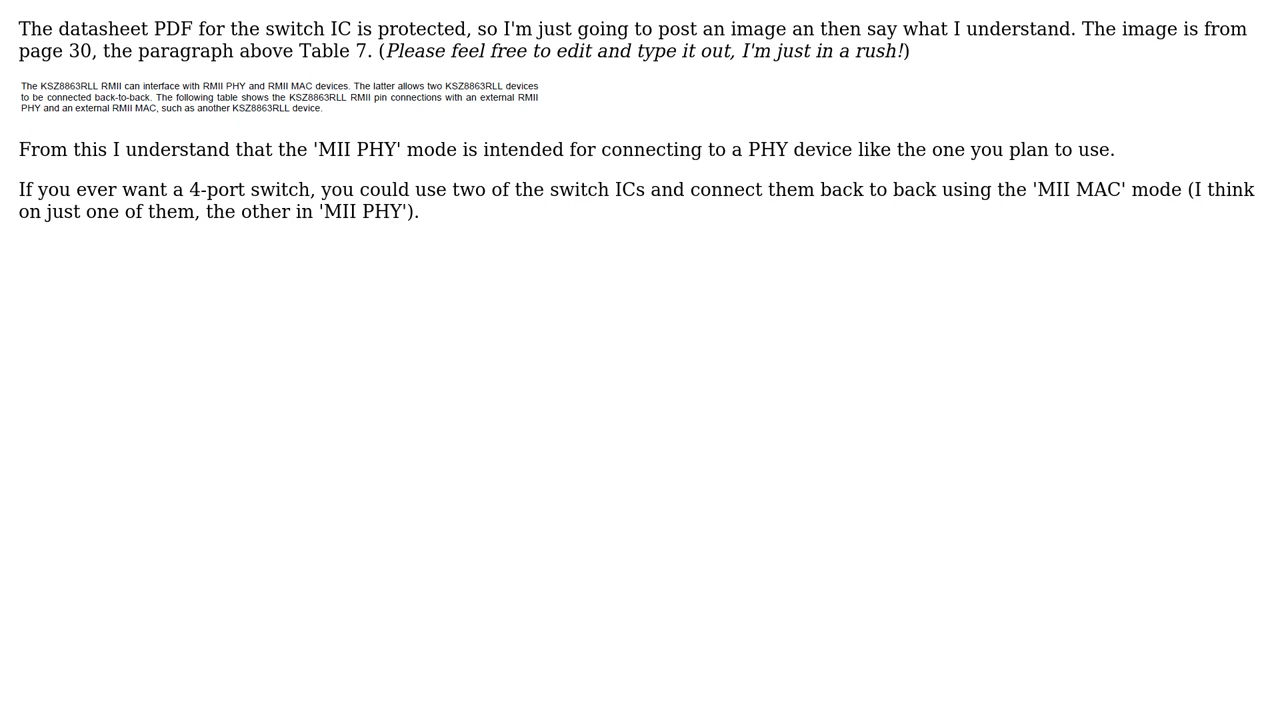 The datasheet PDF for the switch IC is protected, so I'm just going to post an image an then say what I understand. The image is from
page 30, the paragraph above Table 7. (Please feel free to edit and type it out, I'm just in a rush!)
The KSZ8863RLL RMII can interface with RMII PHY and RMII MAC devices. The latter allows two KSZ8863RLL devices
to be connected back-to-back. The following table shows the KSZ8863RLL RMII pin connections with an external RMII
PHY and an external RMII MAC, such as another KSZ8863RLL device.
From this I understand that the 'MII PHY' mode is intended for connecting to a PHY device like the one you plan to use.
If you ever want a 4-port switch, you could use two of the switch ICs and connect them back to back using the 'MII MAC' mode (I think
on just one of them, the other in 'MII PHY').